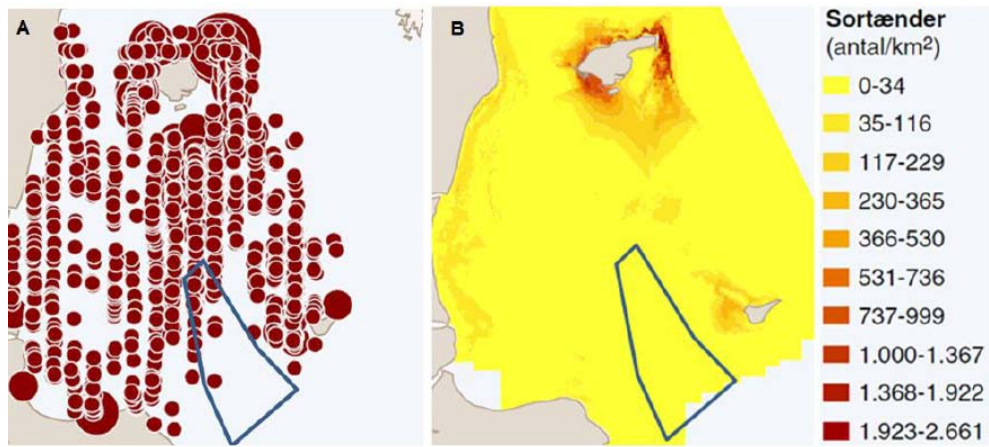 A
B
Sortænder
(antal/km²)
0-34
35-116
117-229
230-365
366-530
531-736
737-999
1.000-1.367
1.368-1.922
1.923-2.661